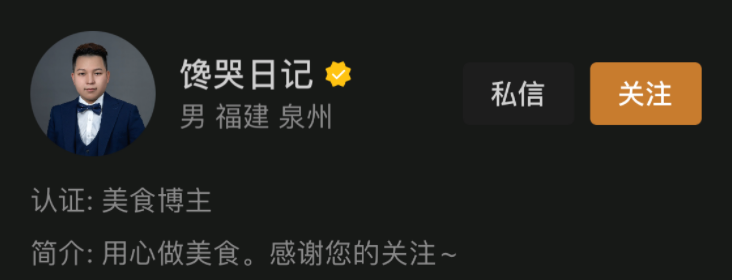 馋哭日记
男 福建 泉州
私信
关注
认证: 美食博主
简介: 用心做美食。感谢您的关注~